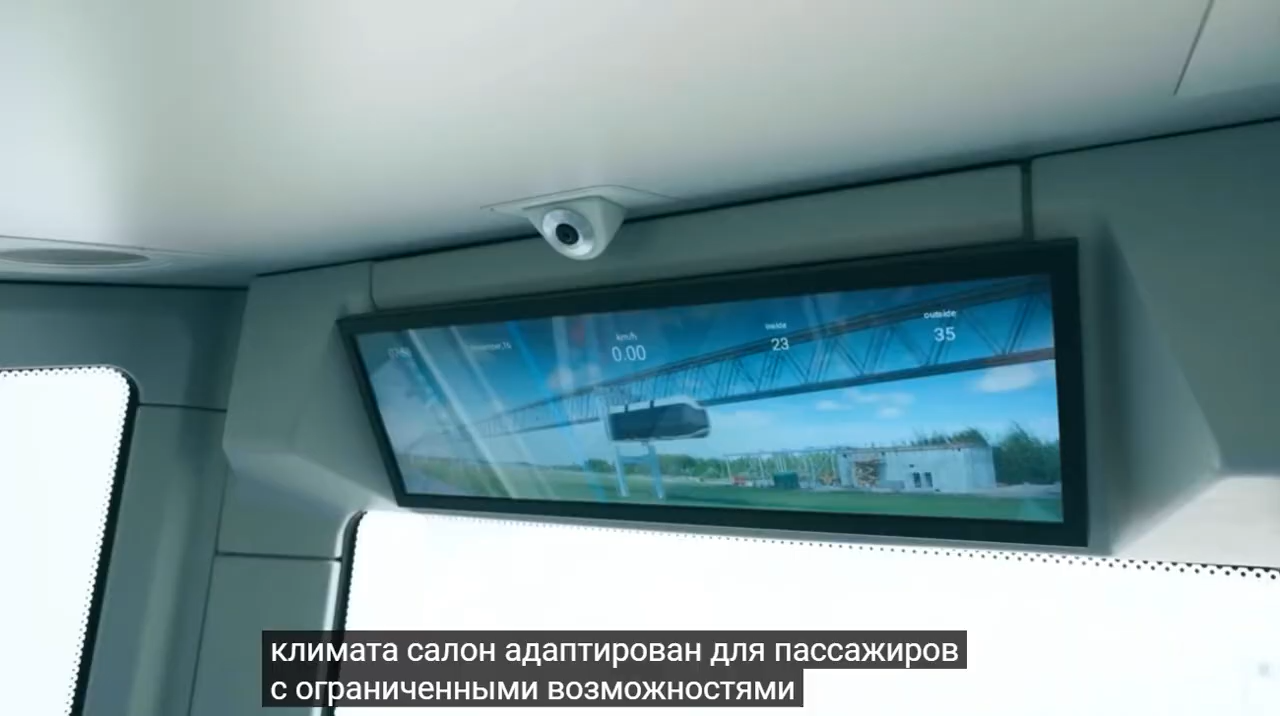 km/h
0.00
inside
23
outside
35
климата салон адаптирован для пассажиров
с ограниченными возможностями